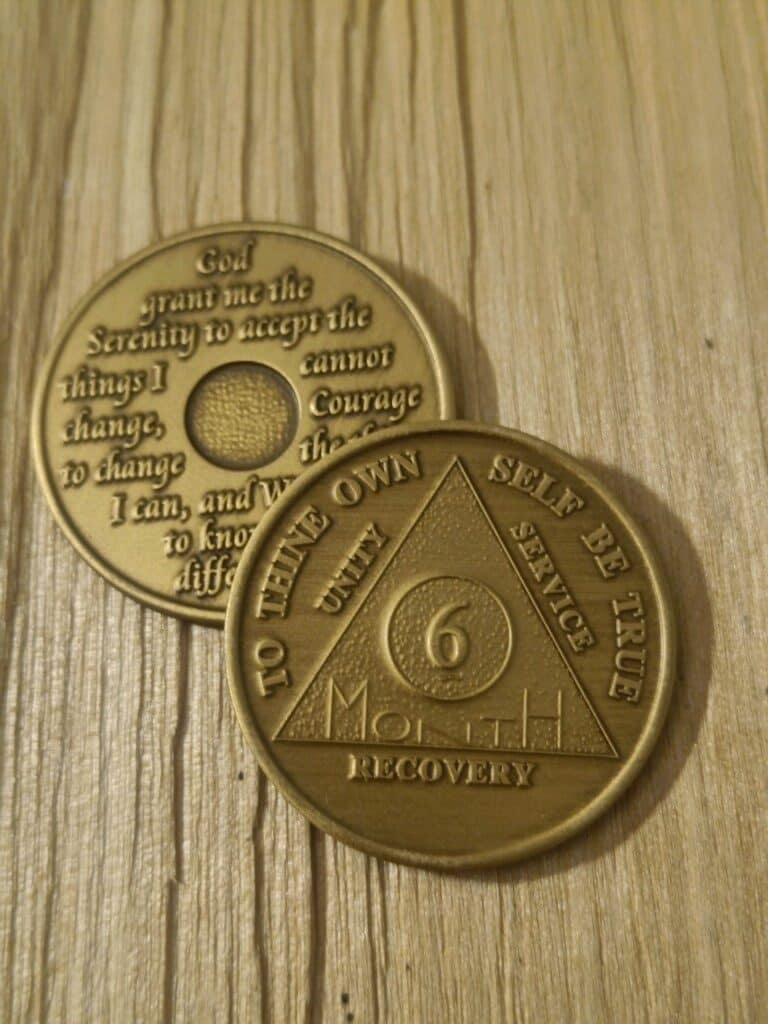 God
grant me the
Serenity to accept the
things I cannot
change, Courage
to change
I can, and
to
TO THINE OWN SELF BE TRUE
UNITY
SERVICE
6
MONTH
RECOVERY